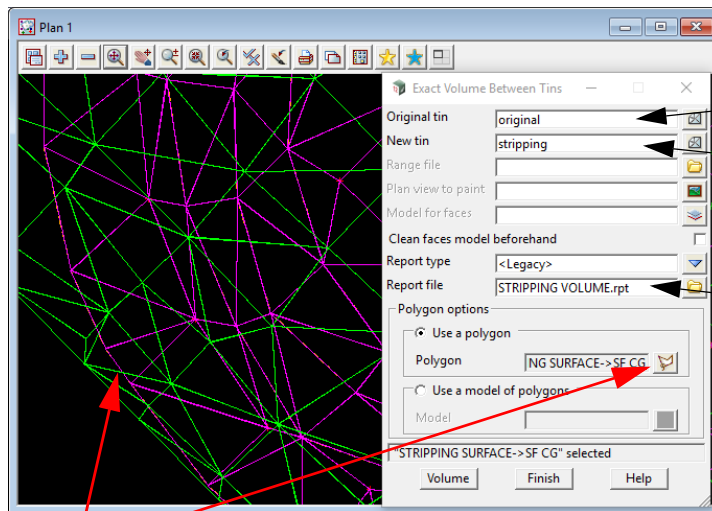 Plan 1
Exact Volume Between Tins
Original tin
original
New tin
stripping
Range file
Plan view to paint
Model for faces
Clean faces model beforehand
Report type
<Legacy>
Report file
STRIPPING VOLUME.rpt
Polygon options
Use a polygon
Polygon
NG SURFACE->SF CG
Use a model of polygons
Model
"STRIPPING SURFACE->SF CG" selected
Volume Finish Help